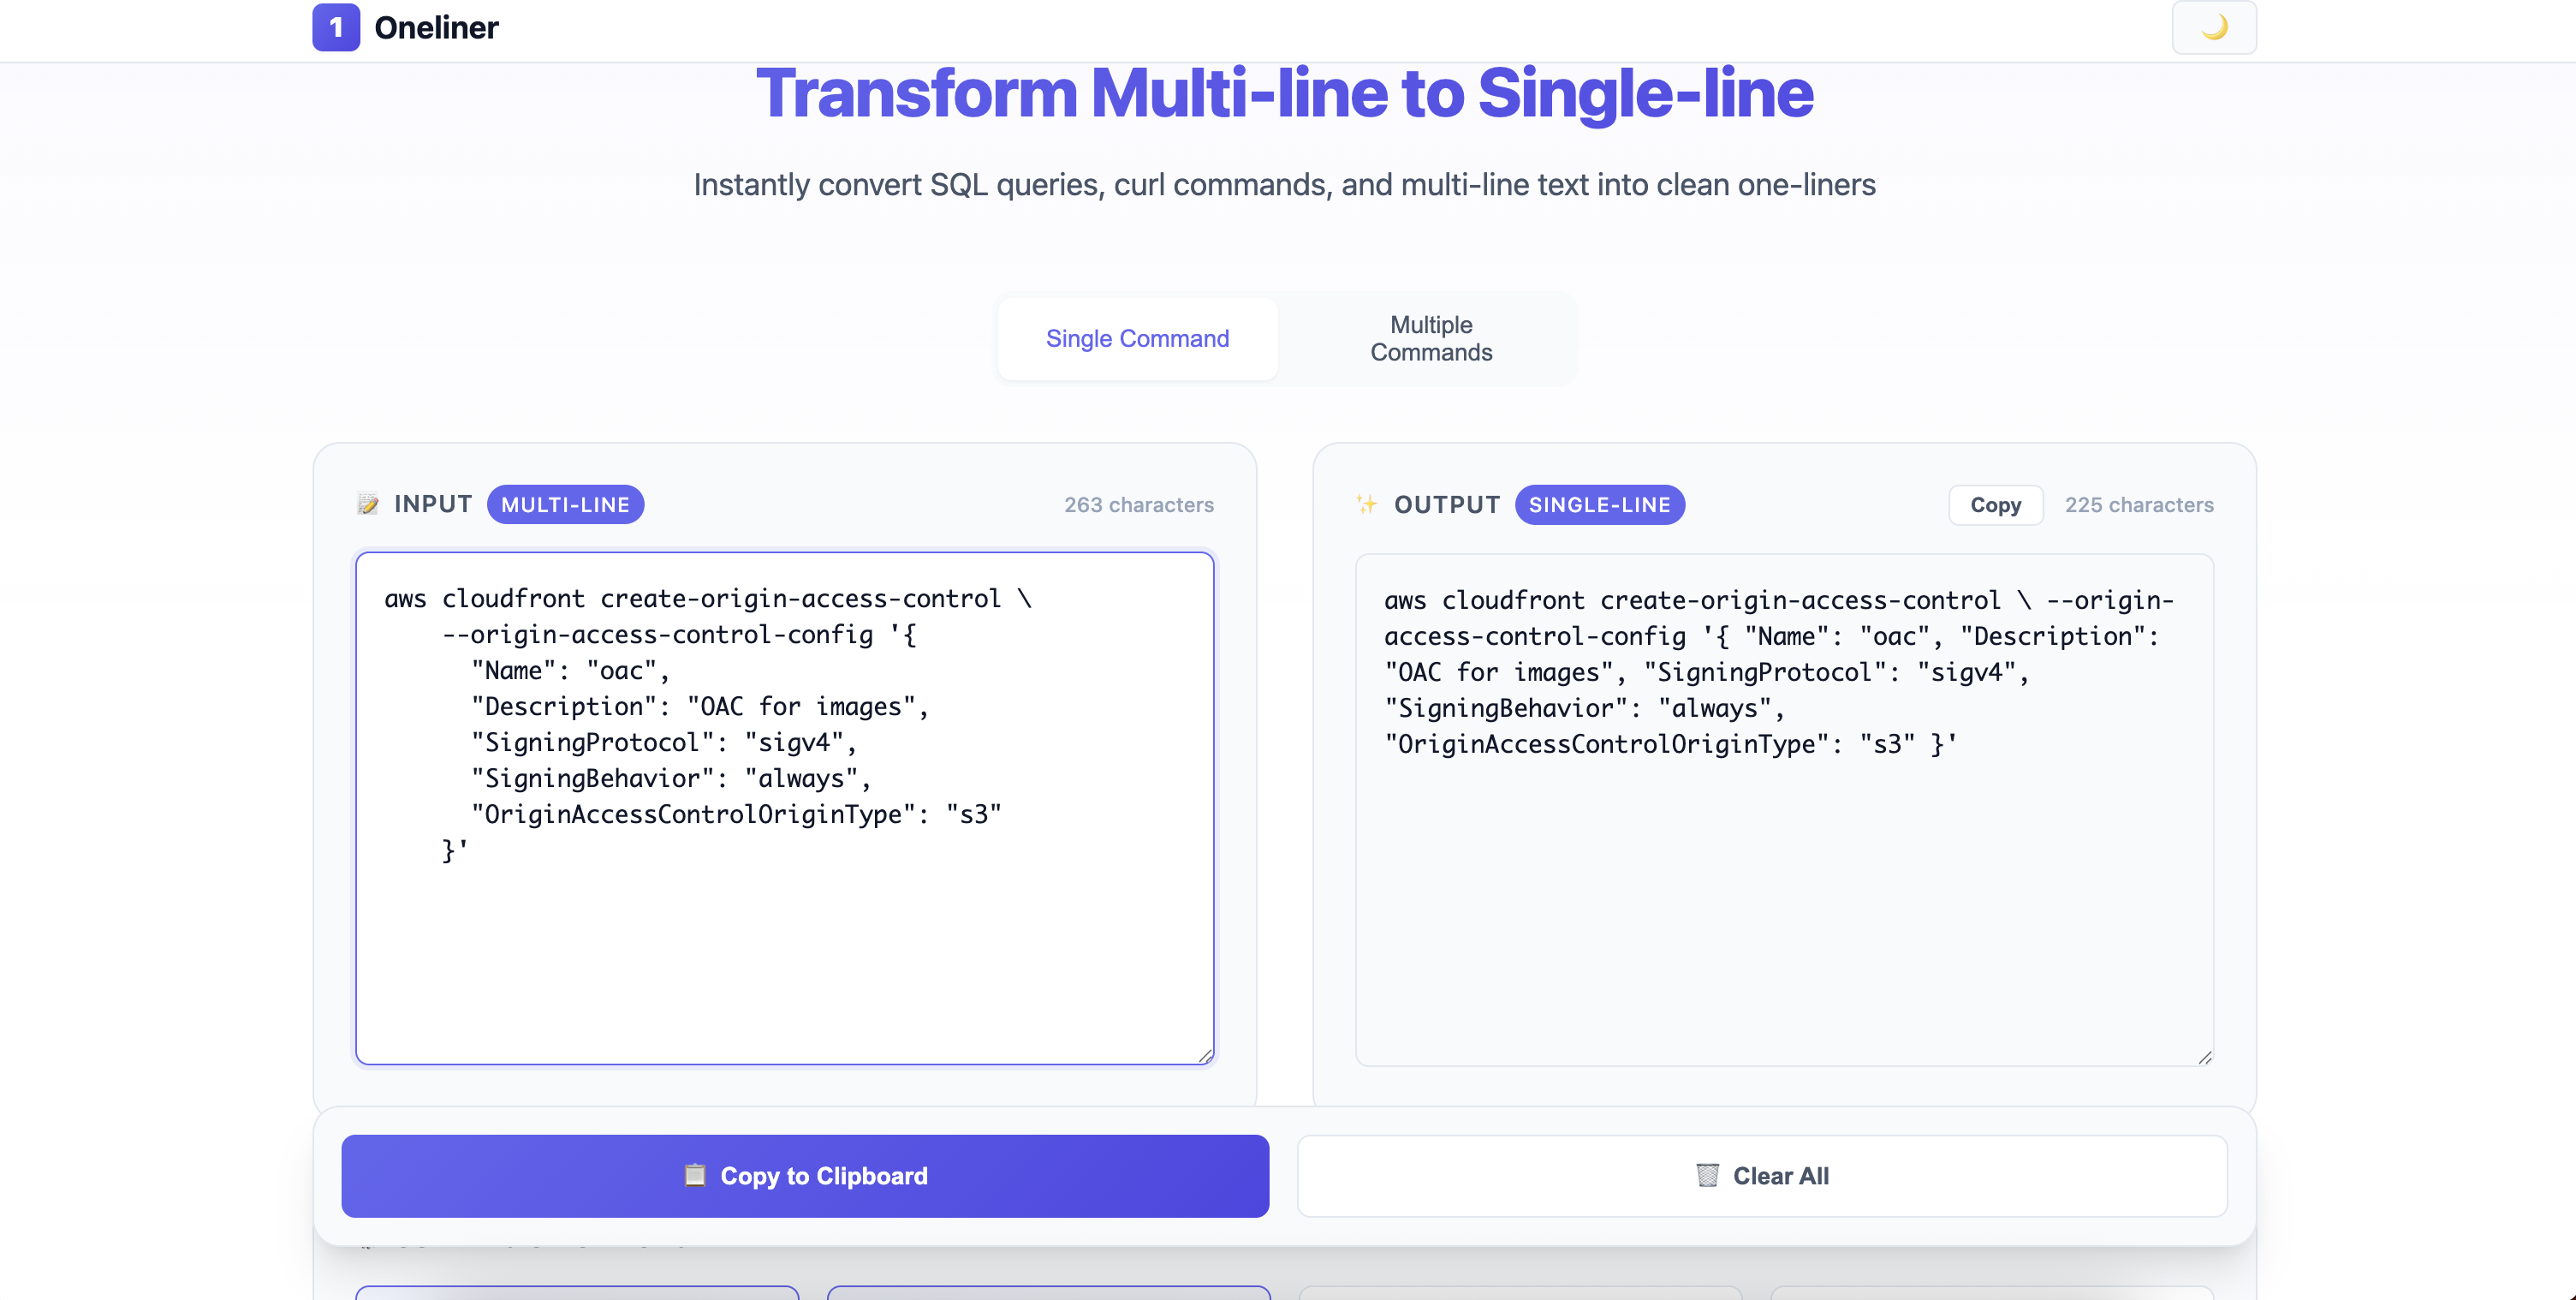 1 Oneliner
Transform Multi-line to Single-line
Instantly convert SQL queries, curl commands, and multi-line text into clean one-liners
Single Command
Multiple
Commands
INPUT MULTI-LINE 263 characters
aws cloudfront create-origin-access-control \
    --origin-access-control-config '{
      "Name": "oac",
      "Description": "OAC for images",
      "SigningProtocol": "sigv4",
      "SigningBehavior": "always",
      "OriginAccessControlOriginType": "s3"
    }'
OUTPUT SINGLE-LINE Copy 225 characters
aws cloudfront create-origin-access-control \ --origin-
access-control-config '{ "Name": "oac", "Description":
"OAC for images", "SigningProtocol": "sigv4",
"SigningBehavior": "always",
"OriginAccessControlOriginType": "s3" }'
Copy to Clipboard
Clear All